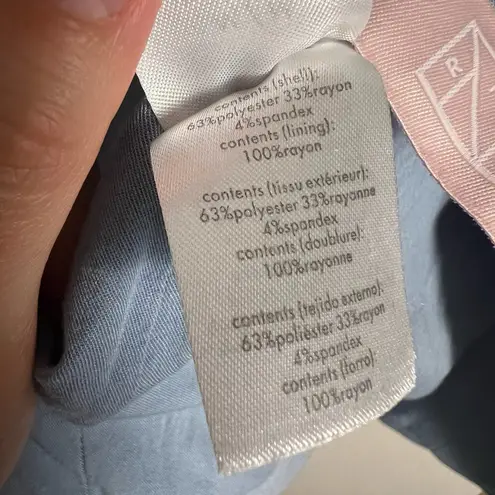 contents (shell):
63%polyester 33%rayon
4%spandex
contents (lining):
100%rayon
contents (tissu extérieur):
63%polyester 33%rayonne
4%spandex
contents (doublure):
100%rayonne
contents (tejido externo):
63%poliéster 33%rayon
4%spandex
contents (forro):
100%rayon
R